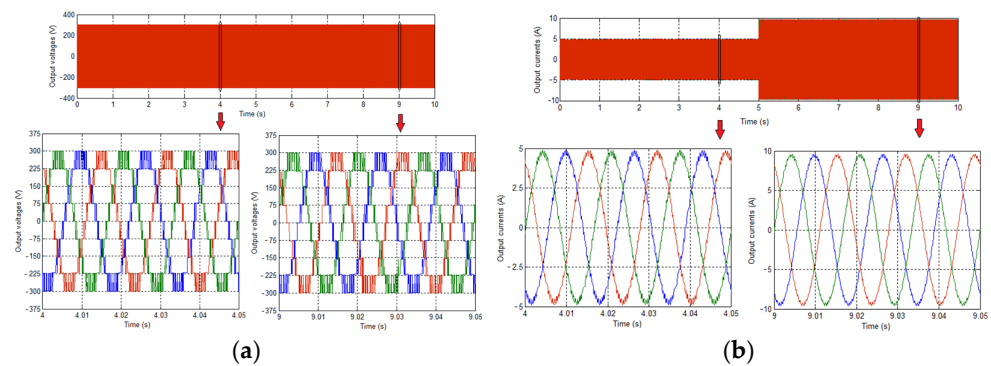 Output voltages (V)
400
200
0
−200
−400
0 1 2 3 4 5 6 7 8 9 10
Time (s)
Output voltages (V)
375
300
225
150
75
0
−75
−150
−225
−300
−375
4 4.01 4.02 4.03 4.04 4.05
Time (s)
Output voltages (V)
375
300
225
150
75
0
−75
−150
−225
−300
−375
9 9.01 9.02 9.03 9.04 9.05
Time (s)
(a)
Output currents (A)
10
5
0
−5
−10
0 1 2 3 4 5 6 7 8 9 10
Time (s)
Output currents (A)
5
2.5
0
−2.5
−5
4 4.01 4.02 4.03 4.04 4.05
Time (s)
Output currents (A)
10
5
0
−5
−10
9 9.01 9.02 9.03 9.04 9.05
Time (s)
(b)